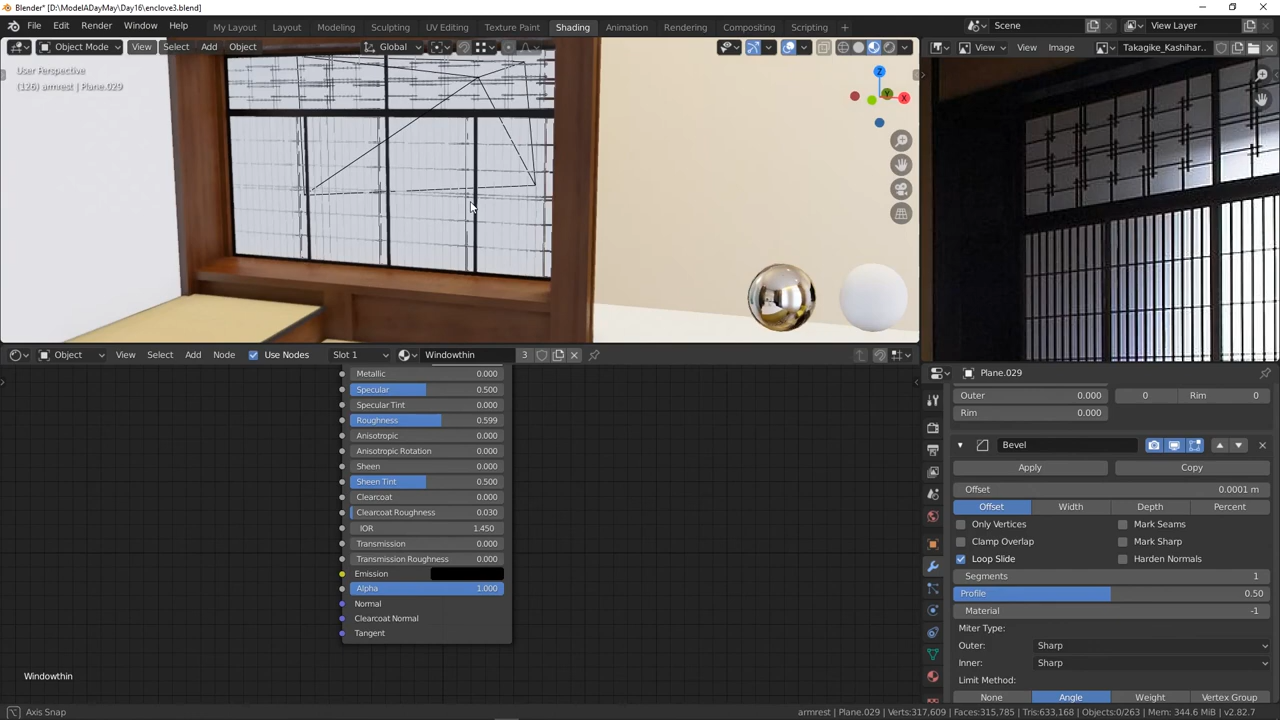 Blender* [D:\ModelADayMay\Day16\enclove3.blend]
File Edit Render Window Help My Layout Layout Modeling Sculpting UV Editing Texture Paint Shading Animation Rendering Compositing Scripting + Scene View Layer
Object Mode View Select Add Object Global View View Image Takagike_Kashihar...
User Perspective
(126) armrest | Plane.029
Z
Y
X
Object View Select Add Node Use Nodes Slot 1 Windowthin 3
Metallic 0.000
Specular 0.500
Specular Tint 0.000
Roughness 0.599
Anisotropic 0.000
Anisotropic Rotation 0.000
Sheen 0.000
Sheen Tint 0.500
Clearcoat 0.000
Clearcoat Roughness 0.030
IOR 1.450
Transmission 0.000
Transmission Roughness 0.000
Emission
Alpha 1.000
Normal
Clearcoat Normal
Tangent
Windowthin
Plane.029
Outer 0.000 0 Rim 0
Rim 0.000
Bevel
Apply Copy
Offset 0.0001 m
Offset Width Depth Percent
Only Vertices Mark Seams
Clamp Overlap Mark Sharp
Loop Slide Harden Normals
Segments 1
Profile 0.50
Material -1
Miter Type:
Outer: Sharp
Inner: Sharp
Limit Method:
None Angle Weight Vertex Group
Axis Snap armrest | Plane.029 | Verts:317,609 | Faces:315,785 | Tris:633,168 | Objects:0/263 | Mem: 344.6 MiB | v2.82.7